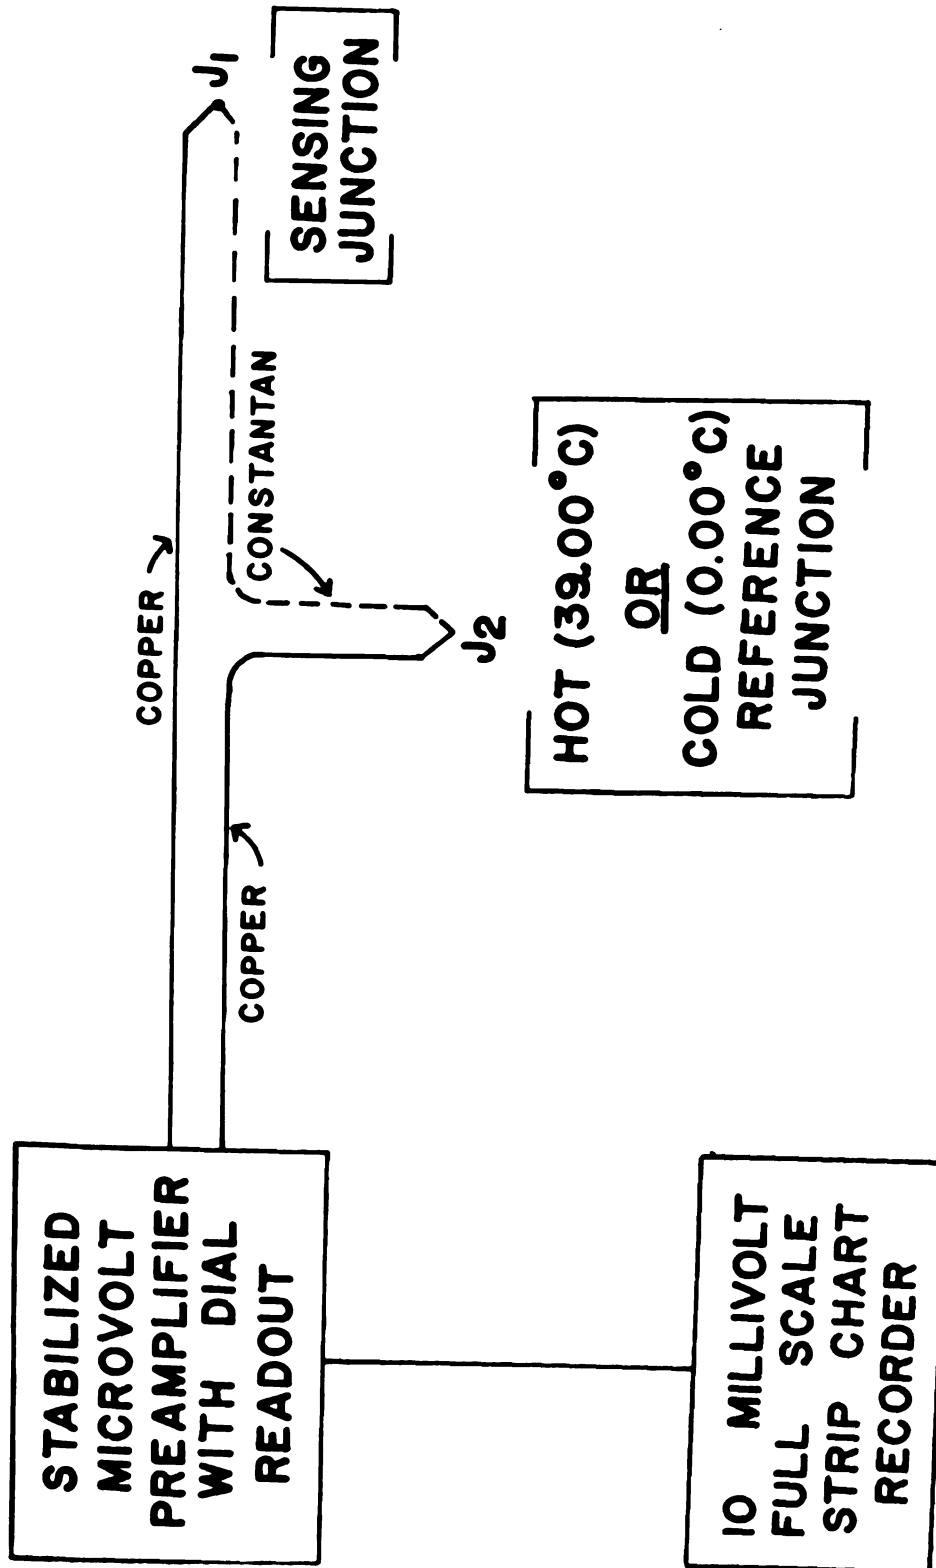 STABILIZED
MICROVOLT
PREAMPLIFIER
WITH DIAL
READOUT
COPPER
COPPER
CONSTANTAN
J1
SENSING
JUNCTION
J2
HOT (39.00°C)
OR
COLD (0.00°C)
REFERENCE
JUNCTION
10 MILLIVOLT
FULL SCALE
STRIP CHART
RECORDER